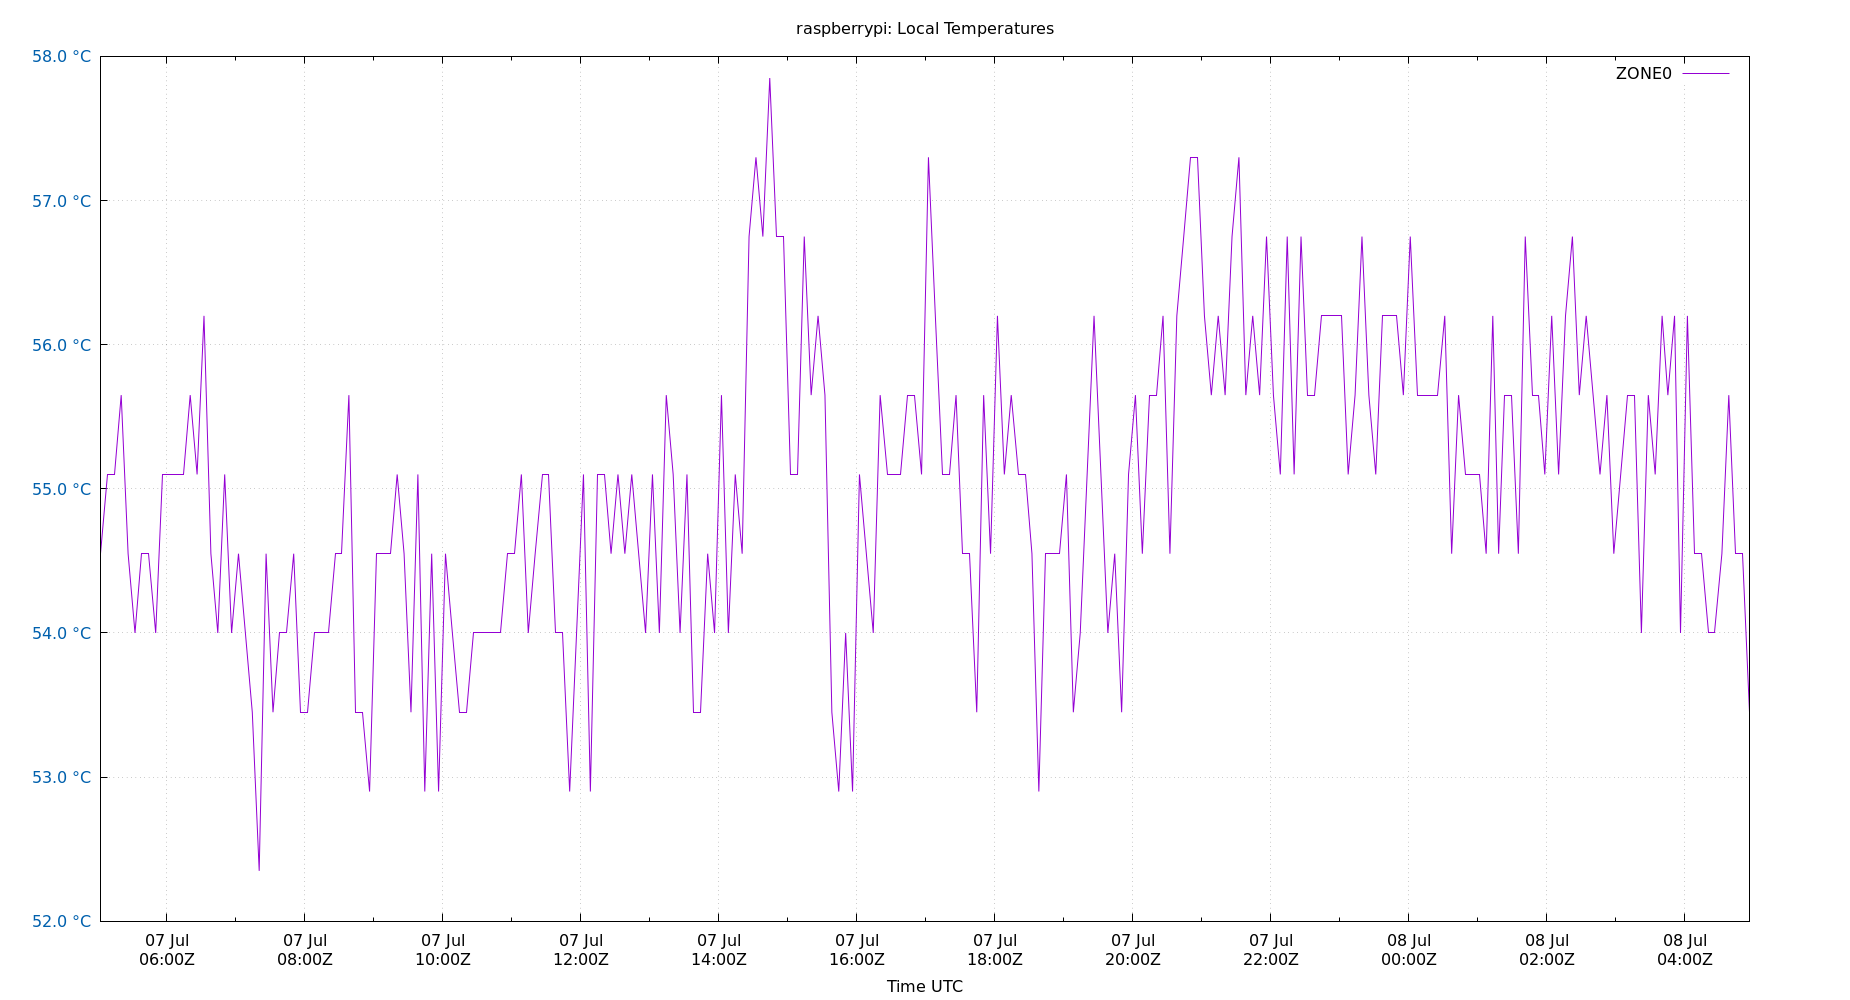 raspberrypi: Local Temperatures
ZONE0
58.0 °C
57.0 °C
56.0 °C
55.0 °C
54.0 °C
53.0 °C
52.0 °C
07 Jul 07 Jul 07 Jul 07 Jul 07 Jul 07 Jul 07 Jul 07 Jul 07 Jul 08 Jul 08 Jul 08 Jul
06:00Z 08:00Z 10:00Z 12:00Z 14:00Z 16:00Z 18:00Z 20:00Z 22:00Z 00:00Z 02:00Z 04:00Z
Time UTC